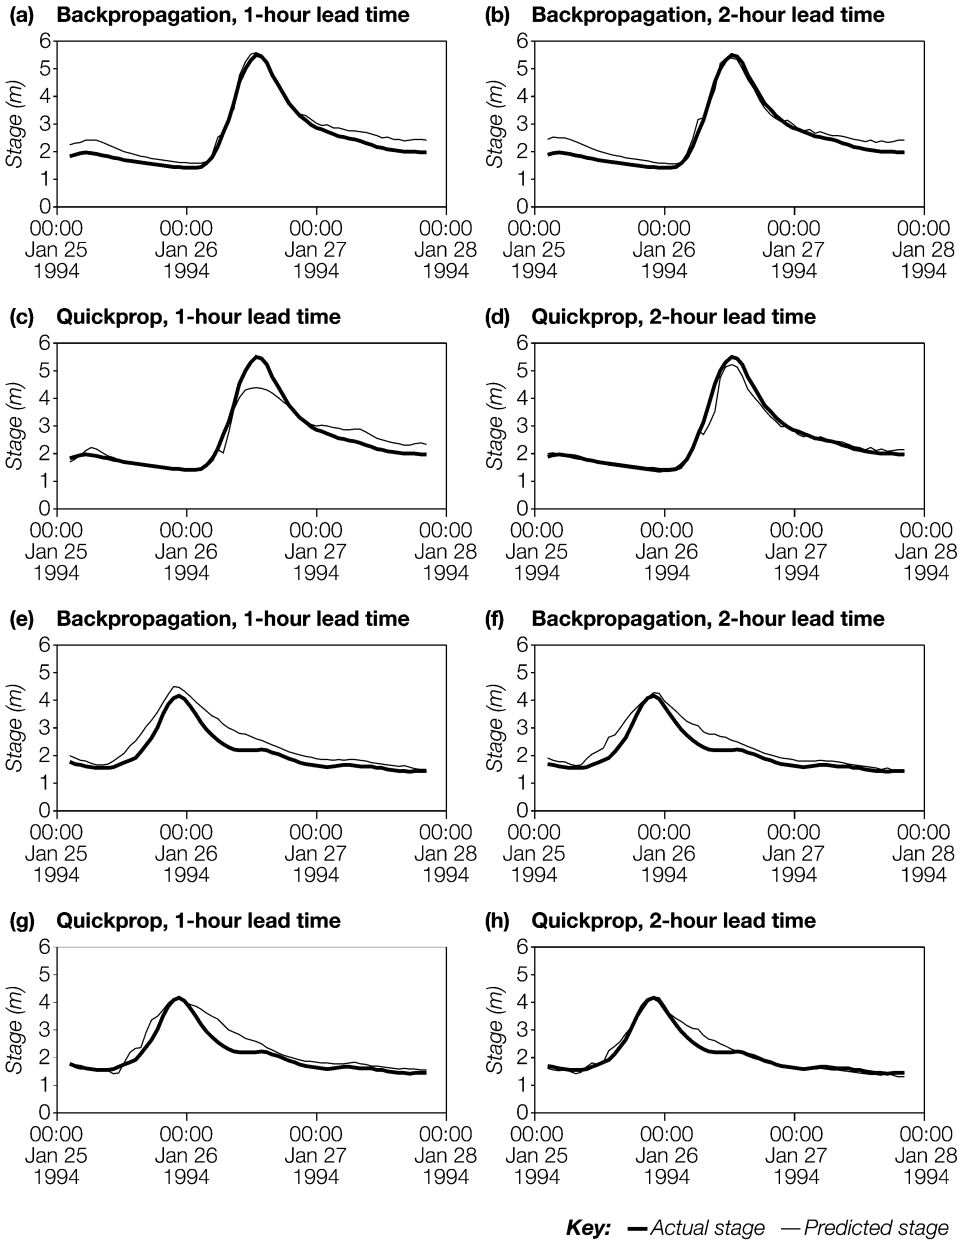 (a) Backpropagation, 1-hour lead time
Stage (m)
6
5
4
3
2
1
0
00:00 00:00 00:00 00:00
Jan 25 Jan 26 Jan 27 Jan 28
1994 1994 1994 1994
(b) Backpropagation, 2-hour lead time
Stage (m)
6
5
4
3
2
1
0
00:00 00:00 00:00 00:00
Jan 25 Jan 26 Jan 27 Jan 28
1994 1994 1994 1994
(c) Quickprop, 1-hour lead time
Stage (m)
6
5
4
3
2
1
0
00:00 00:00 00:00 00:00
Jan 25 Jan 26 Jan 27 Jan 28
1994 1994 1994 1994
(d) Quickprop, 2-hour lead time
Stage (m)
6
5
4
3
2
1
0
00:00 00:00 00:00 00:00
Jan 25 Jan 26 Jan 27 Jan 28
1994 1994 1994 1994
(e) Backpropagation, 1-hour lead time
Stage (m)
6
5
4
3
2
1
0
00:00 00:00 00:00 00:00
Jan 25 Jan 26 Jan 27 Jan 28
1994 1994 1994 1994
(f) Backpropagation, 2-hour lead time
Stage (m)
6
5
4
3
2
1
0
00:00 00:00 00:00 00:00
Jan 25 Jan 26 Jan 27 Jan 28
1994 1994 1994 1994
(g) Quickprop, 1-hour lead time
Stage (m)
6
5
4
3
2
1
0
00:00 00:00 00:00 00:00
Jan 25 Jan 26 Jan 27 Jan 28
1994 1994 1994 1994
(h) Quickprop, 2-hour lead time
Stage (m)
6
5
4
3
2
1
0
00:00 00:00 00:00 00:00
Jan 25 Jan 26 Jan 27 Jan 28
1994 1994 1994 1994
Key: Actual stage Predicted stage